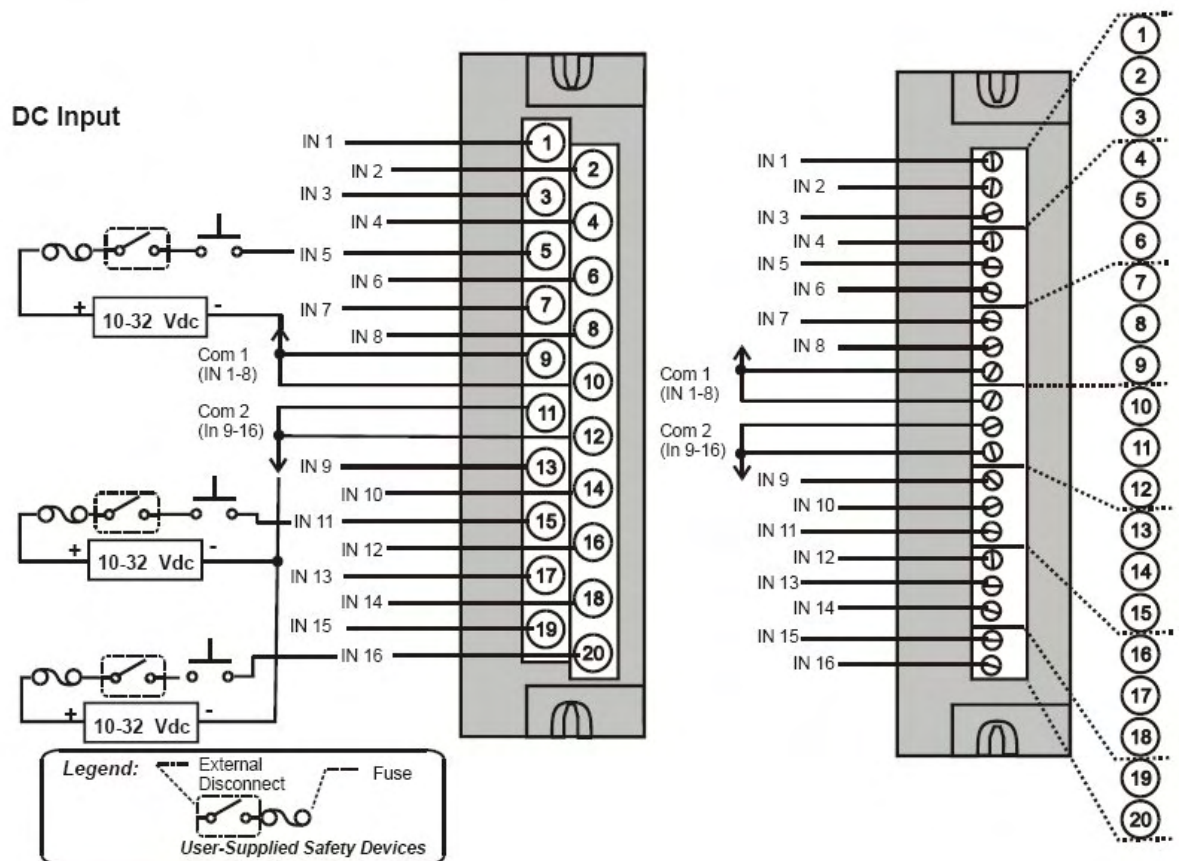 DC Input
IN 1
IN 2
IN 3
IN 4
IN 5
IN 6
IN 7
IN 8
Com 1
(IN 1-8)
Com 2
(In 9-16)
IN 9
IN 10
IN 11
IN 12
IN 13
IN 14
IN 15
IN 16
+ 10-32 Vdc -
+ 10-32 Vdc -
+ 10-32 Vdc -
1
2
3
4
5
6
7
8
9
10
11
12
13
14
15
16
17
18
19
20
Legend:
External
Disconnect
Fuse
User-Supplied Safety Devices
IN 1
IN 2
IN 3
IN 4
IN 5
IN 6
IN 7
IN 8
Com 1
(IN 1-8)
Com 2
(In 9-16)
IN 9
IN 10
IN 11
IN 12
IN 13
IN 14
IN 15
IN 16
1
2
3
4
5
6
7
8
9
10
11
12
13
14
15
16
17
18
19
20